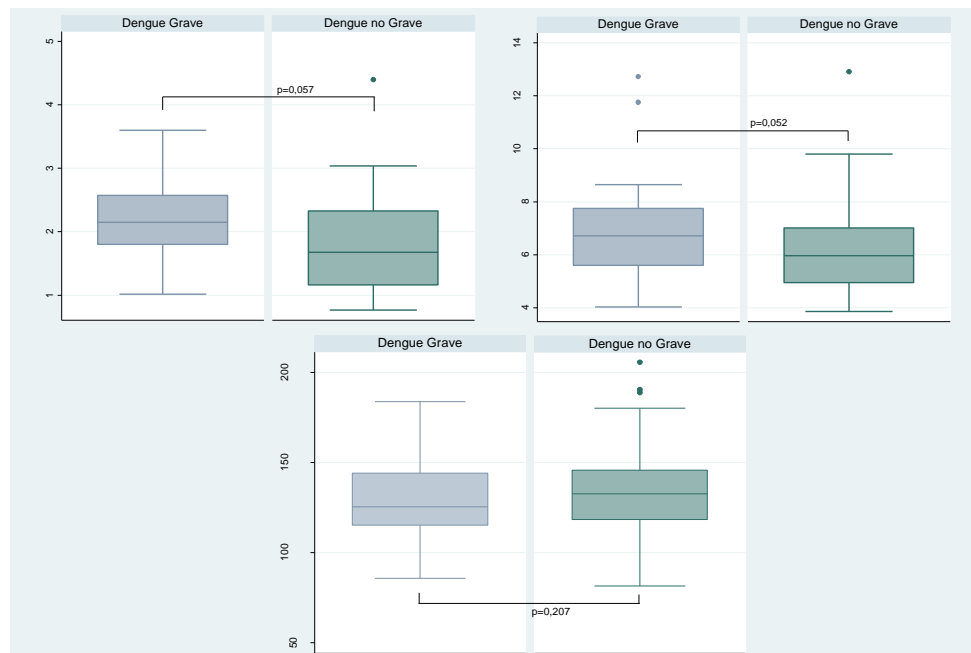 Dengue Grave
Dengue no Grave
5
4
3
2
1
p=0,057
Dengue Grave
Dengue no Grave
14
12
10
8
6
4
p=0,052
Dengue Grave
Dengue no Grave
200
150
100
50
p=0,207